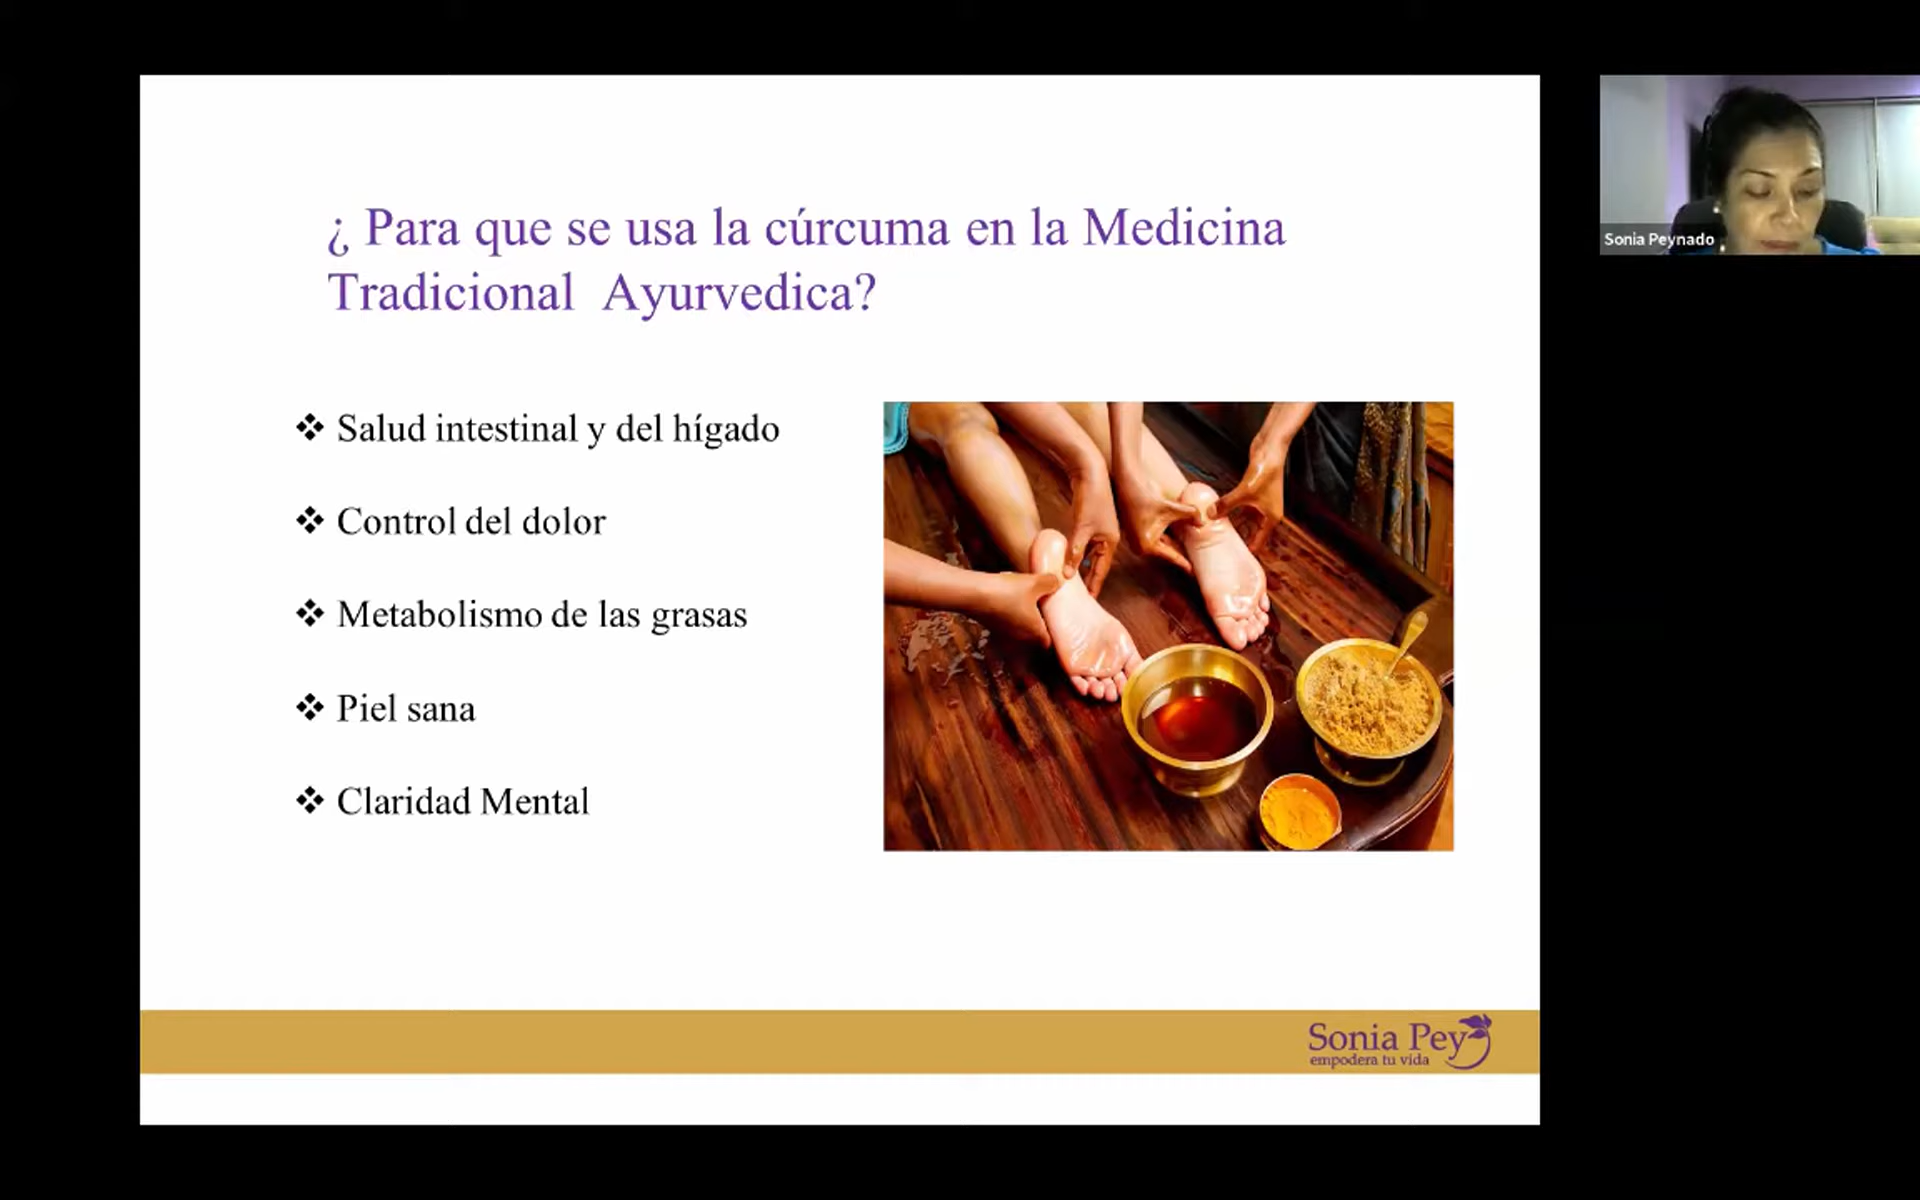 ¿ Para que se usa la cúrcuma en la Medicina
Tradicional Ayurvedica?
Salud intestinal y del hígado
Control del dolor
Metabolismo de las grasas
Piel sana
Claridad Mental
Sonia Pey
empodera tu vida
Sonia Peynado